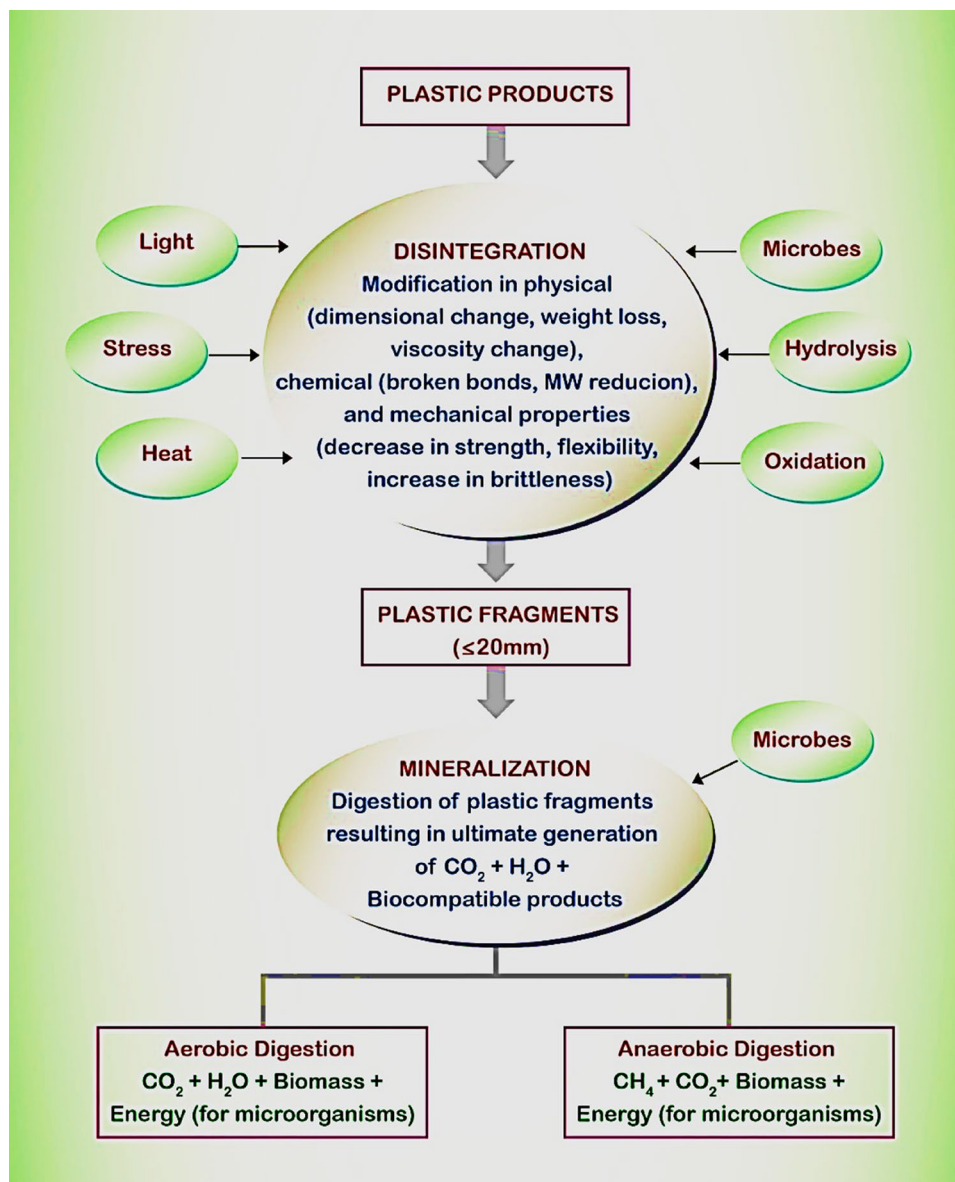 PLASTIC PRODUCTS
Light
Stress
Heat
DISINTEGRATION
Modification in physical
(dimensional change, weight loss,
viscosity change),
chemical (broken bonds, MW reducion),
and mechanical properties
(decrease in strength, flexibility,
increase in brittleness)
Microbes
Hydrolysis
Oxidation
PLASTIC FRAGMENTS
(≤20mm)
Microbes
MINERALIZATION
Digestion of plastic fragments
resulting in ultimate generation
of CO₂ + H₂O +
Biocompatible products
Aerobic Digestion
CO₂ + H₂O + Biomass +
Energy (for microorganisms)
Anaerobic Digestion
CH₄ + CO₂+ Biomass +
Energy (for microorganisms)